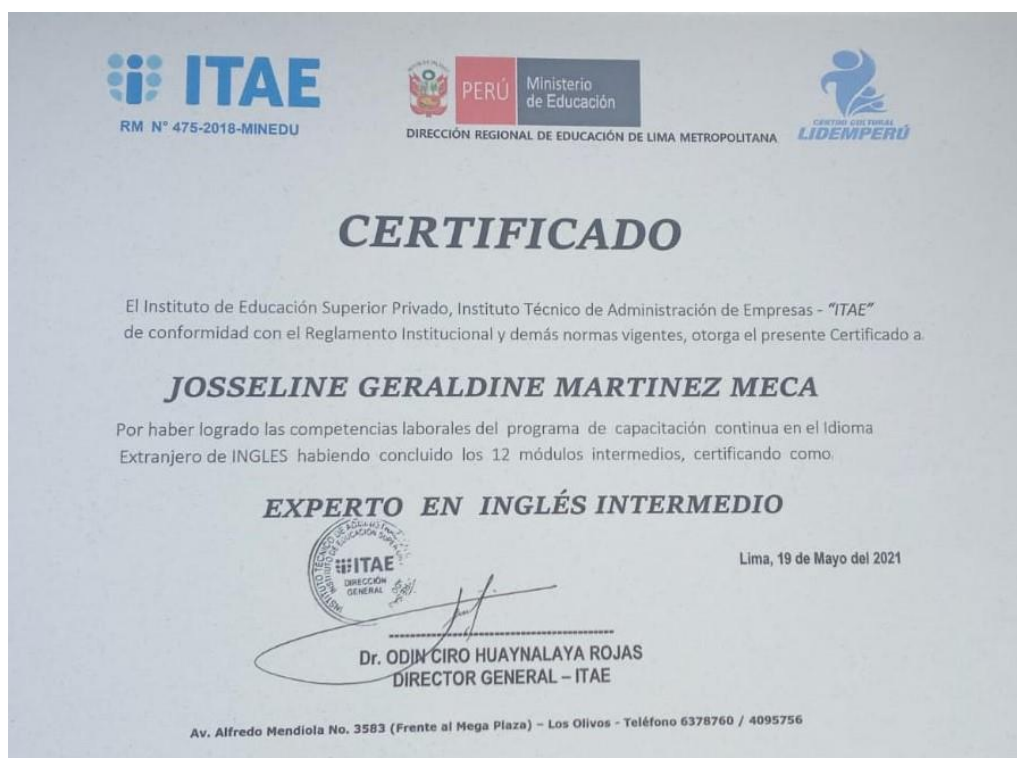 ITAE
RM N° 475-2018-MINEDU
PERÚ
Ministerio
de Educación
DIRECCIÓN REGIONAL DE EDUCACIÓN DE LIMA METROPOLITANA
CENTRO CULTURAL
LIDEMPERÚ
CERTIFICADO
El Instituto de Educación Superior Privado, Instituto Técnico de Administración de Empresas - "ITAE"
de conformidad con el Reglamento Institucional y demás normas vigentes, otorga el presente Certificado a
JOSSELINE GERALDINE MARTINEZ MECA
Por haber logrado las competencias laborales del programa de capacitación continua en el Idioma
Extranjero de INGLES habiendo concluido los 12 módulos intermedios, certificando como
EXPERTO EN INGLÉS INTERMEDIO
ITAE
DIRECCIÓN
GENERAL
Lima, 19 de Mayo del 2021
Dr. ODIN CIRO HUAYNALAYA ROJAS
DIRECTOR GENERAL – ITAE
Av. Alfredo Mendiola No. 3583 (Frente al Mega Plaza) – Los Olivos - Teléfono 6378760 / 4095756